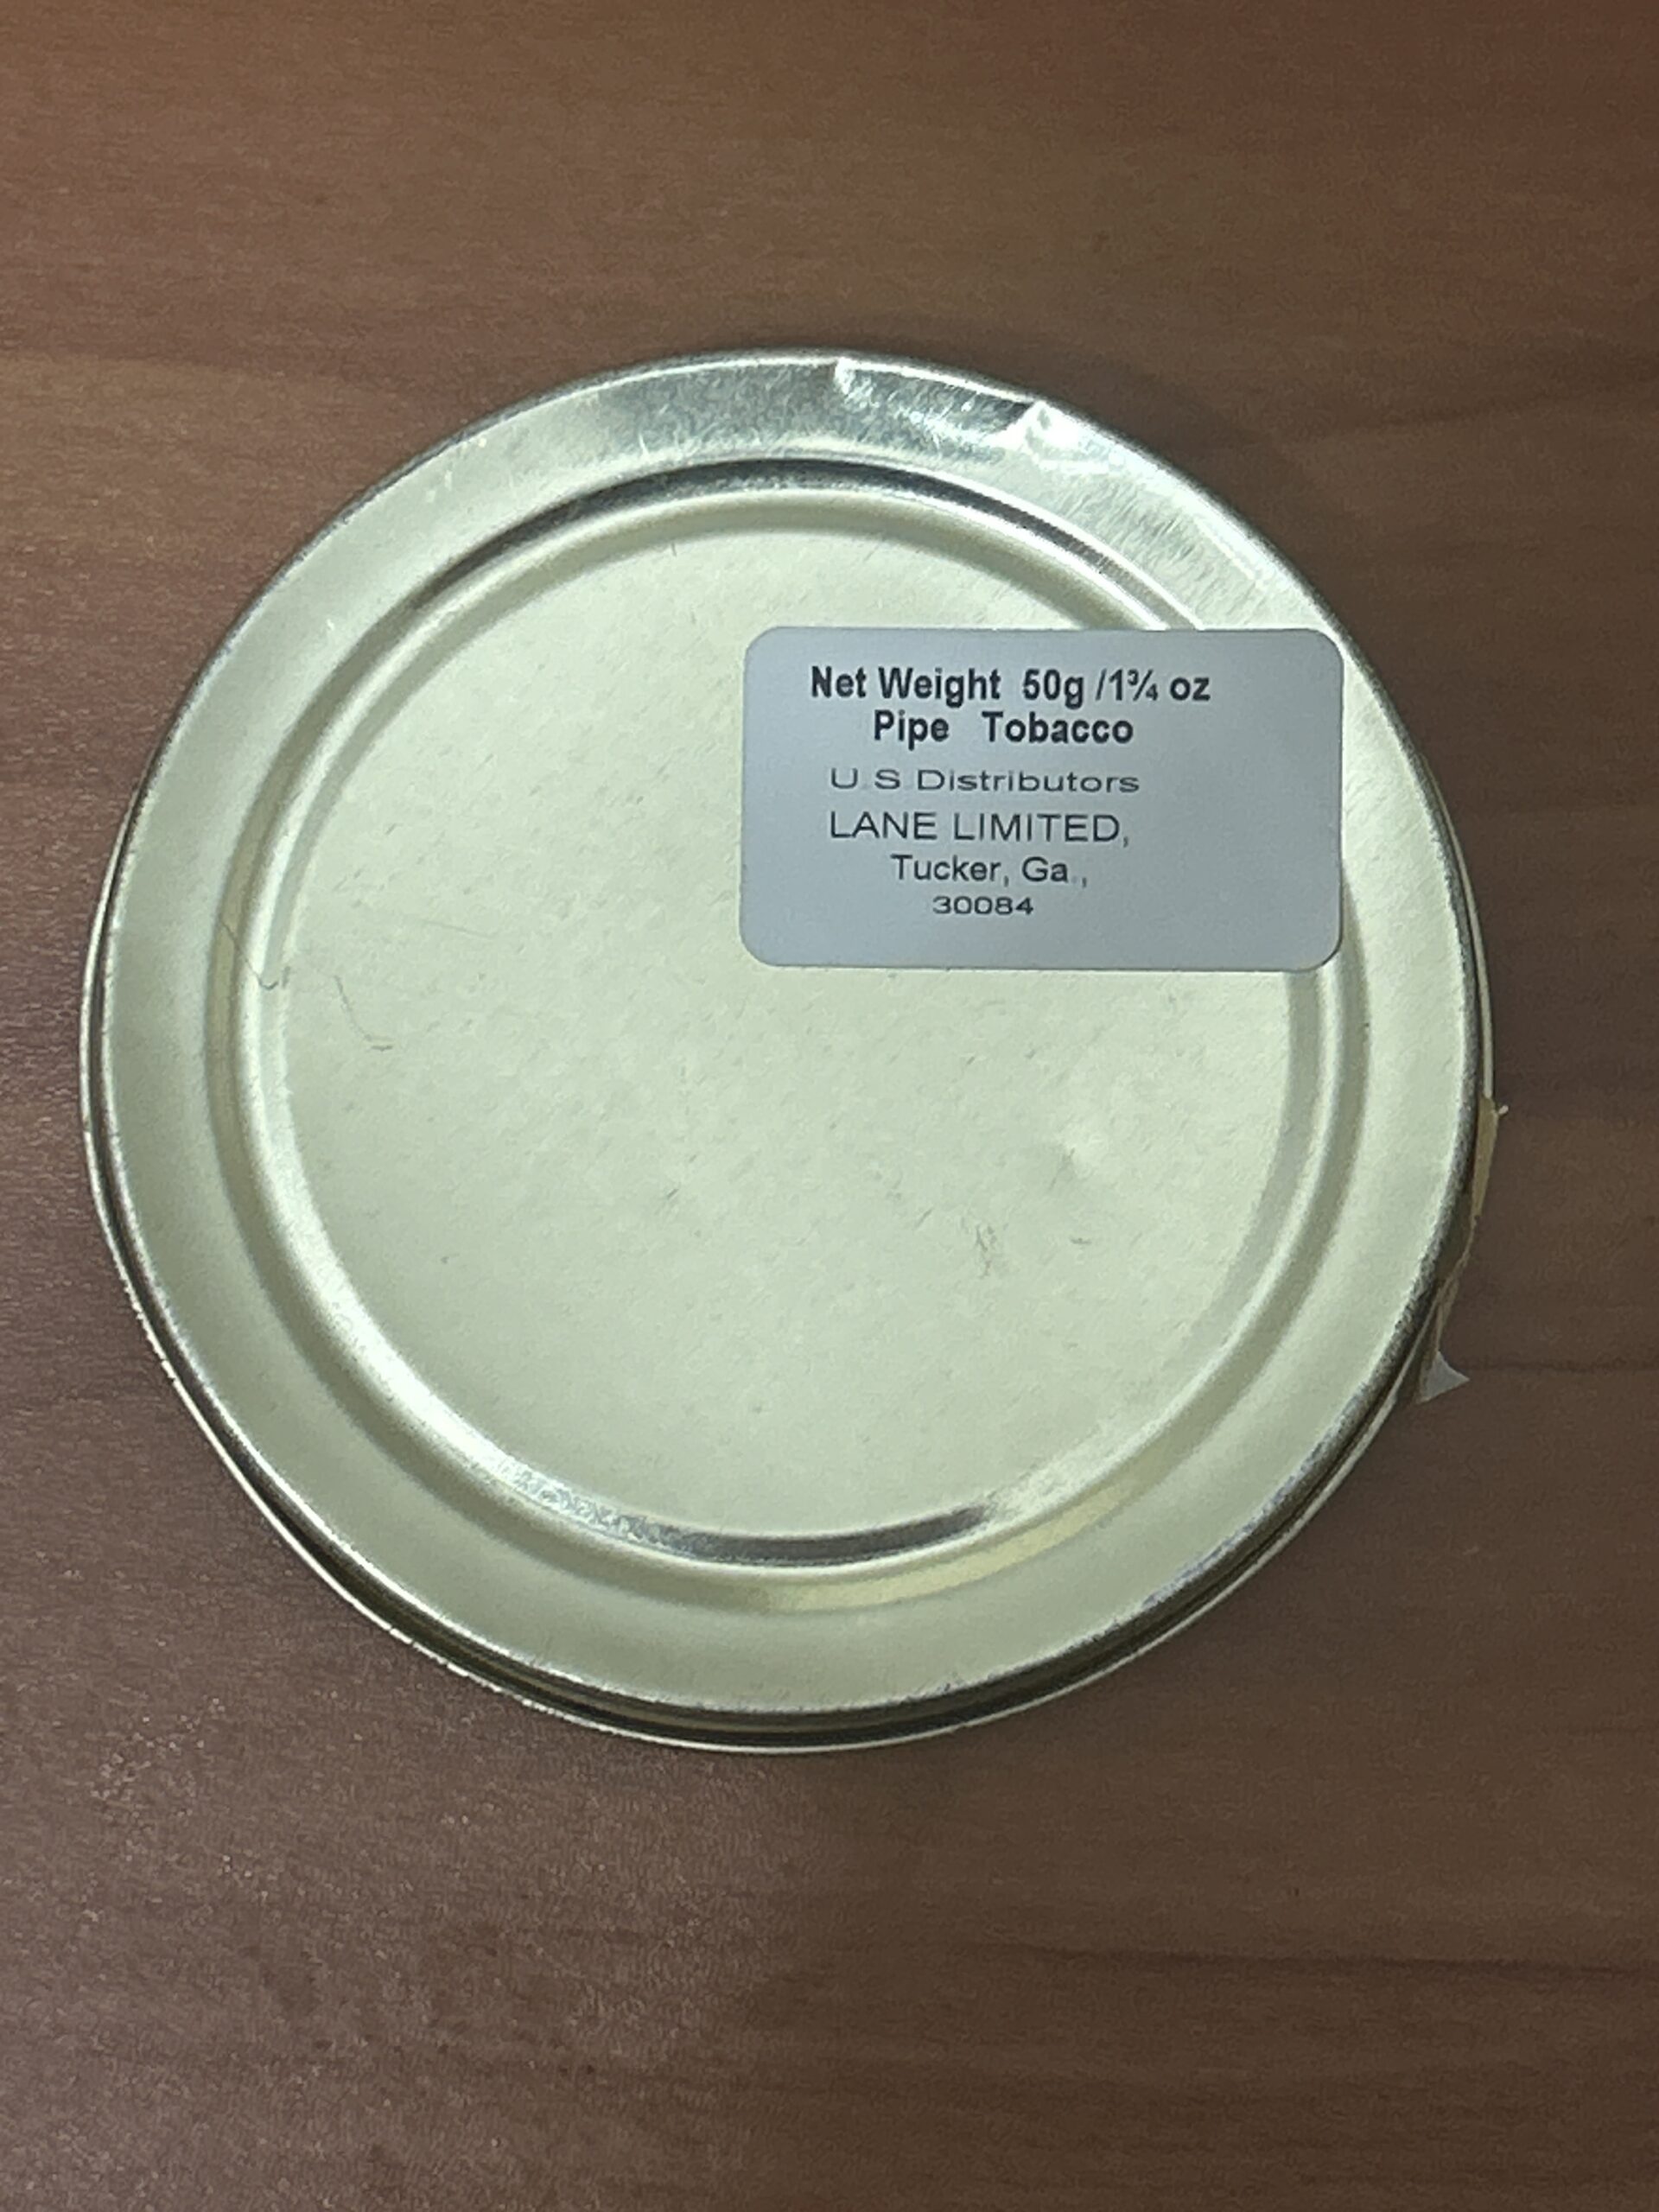 Net Weight 50g /1¾ oz
Pipe Tobacco
U S Distributors
LANE LIMITED,
Tucker, Ga.,
30084